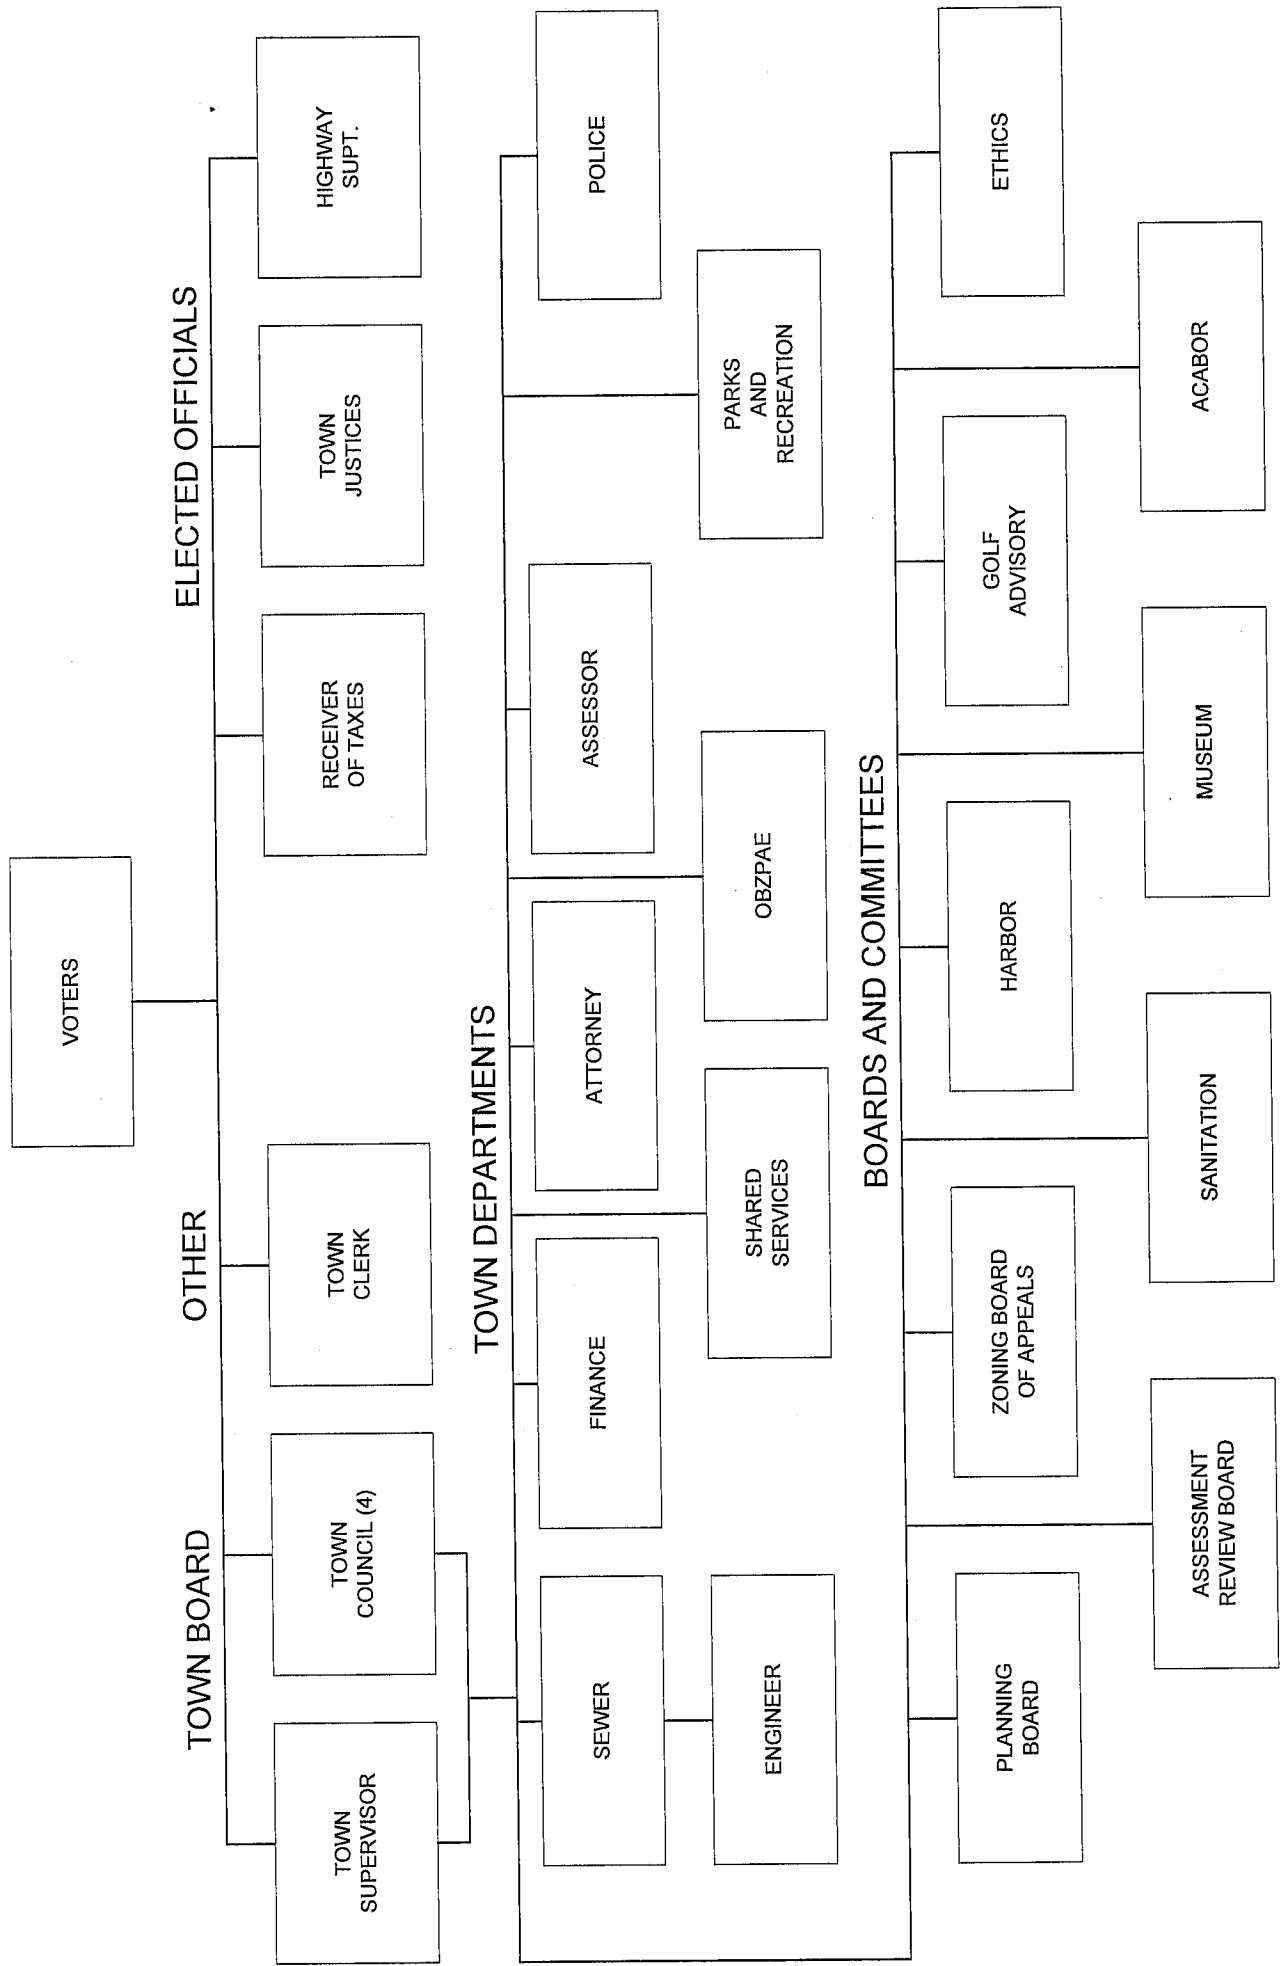 VOTERS
TOWN BOARD
OTHER
ELECTED OFFICIALS
TOWN
SUPERVISOR
TOWN
COUNCIL (4)
TOWN
CLERK
RECEIVER
OF TAXES
TOWN
JUSTICES
HIGHWAY
SUPT.
TOWN DEPARTMENTS
SEWER
FINANCE
ATTORNEY
ASSESSOR
POLICE
ENGINEER
SHARED
SERVICES
OBZPAE
PARKS
AND
RECREATION
BOARDS AND COMMITTEES
PLANNING
BOARD
ZONING BOARD
OF APPEALS
HARBOR
GOLF
ADVISORY
ETHICS
ASSESSMENT
REVIEW BOARD
SANITATION
MUSEUM
ACABOR